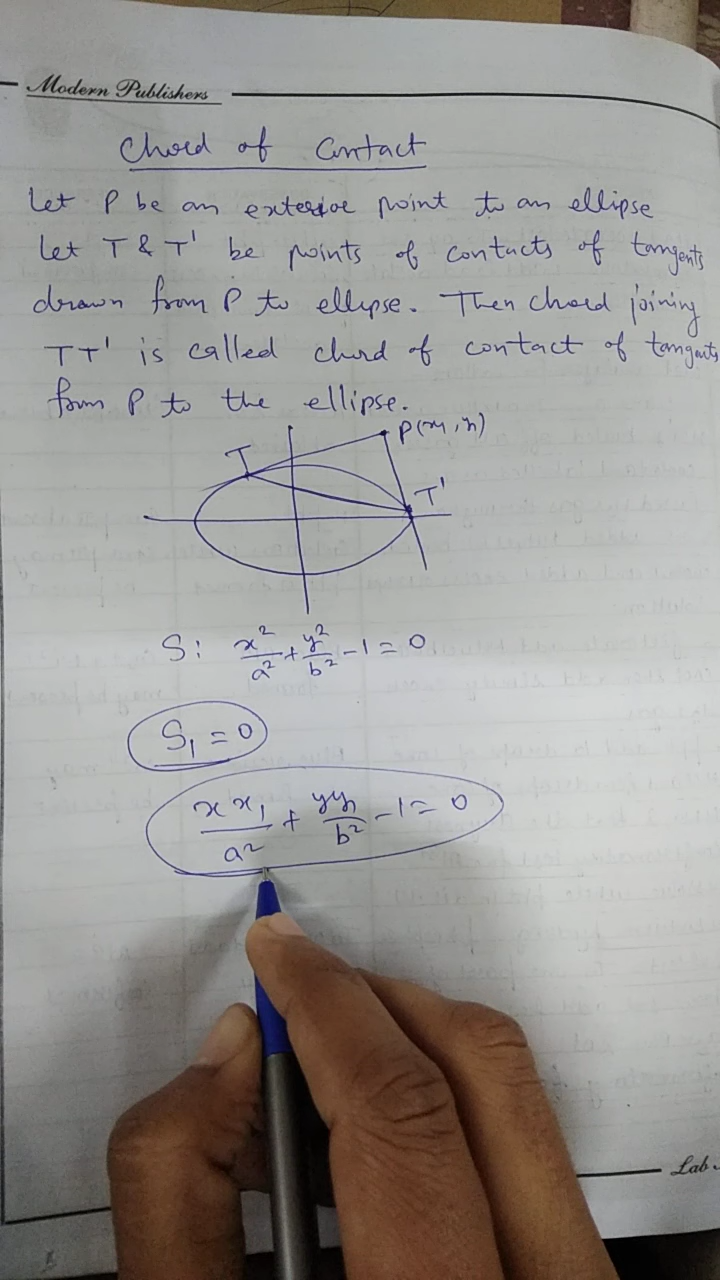 Modern Publishers
Chord of Contact
Let P be an exterior point to an ellipse
Let T & T' be points of contacts of tangents
drawn from P to ellipse. Then chord joining
TT' is called chord of contact of tangents
from P to the ellipse.
P(x₁, y₁)
T
T'
S: x²/a² + y²/b² - 1 = 0
S₁ = 0
x x₁/a² + yy₁/b² - 1 = 0
Lab